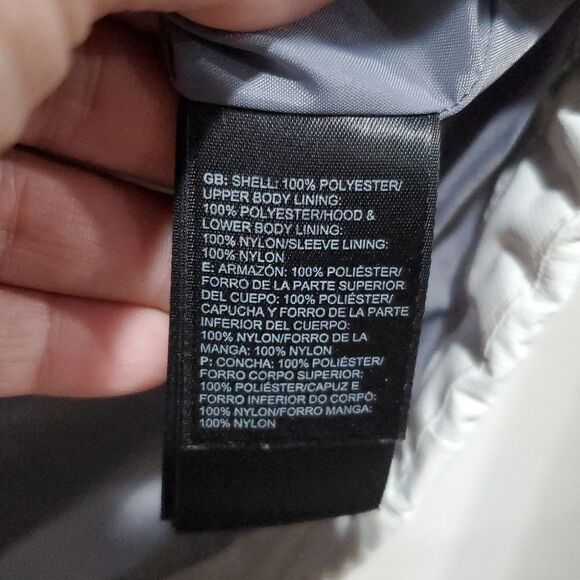 GB: SHELL: 100% POLYESTER/
UPPER BODY LINING:
100% POLYESTER/HOOD &
LOWER BODY LINING:
100% NYLON/SLEEVE LINING:
100% NYLON
E: ARMAZÓN: 100% POLIÉSTER/
FORRO DE LA PARTE SUPERIOR
DEL CUEPO: 100% POLIÉSTER/
CAPUCHA Y FORRO DE LA PARTE
INFERIOR DEL CUERPO:
100% NYLON/FORRO DE LA
MANGA: 100% NYLON
P: CONCHA: 100% POLIÉSTER/
FORRO CORPO SUPERIOR:
100% POLIÉSTER/CAPUZ E
FORRO INFERIOR DO CORPO:
100% NYLON/FORRO MANGA:
100% NYLON